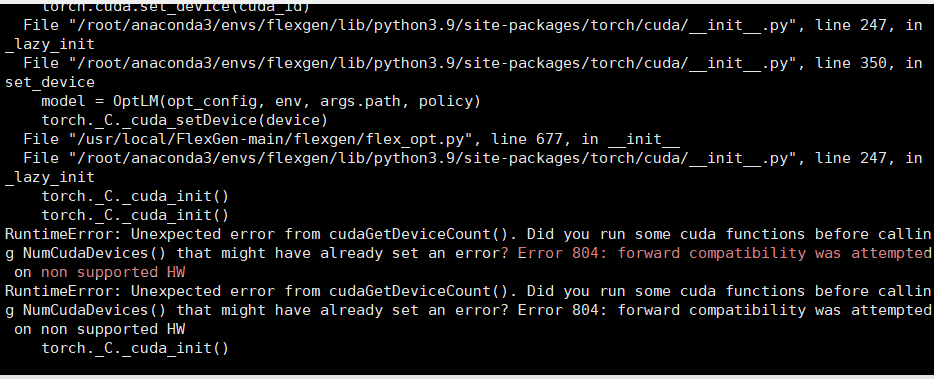 torch.cuda.set_device(cuda_id)
  File "/root/anaconda3/envs/flexgen/lib/python3.9/site-packages/torch/cuda/__init__.py", line 247, in
_lazy_init
  File "/root/anaconda3/envs/flexgen/lib/python3.9/site-packages/torch/cuda/__init__.py", line 350, in
set_device
    model = OptLM(opt_config, env, args.path, policy)
    torch._C._cuda_setDevice(device)
  File "/usr/local/FlexGen-main/flexgen/flex_opt.py", line 677, in __init__
  File "/root/anaconda3/envs/flexgen/lib/python3.9/site-packages/torch/cuda/__init__.py", line 247, in
_lazy_init
    torch._C._cuda_init()
    torch._C._cuda_init()
RuntimeError: Unexpected error from cudaGetDeviceCount(). Did you run some cuda functions before callin
g NumCudaDevices() that might have already set an error? Error 804: forward compatibility was attempted
 on non supported HW
RuntimeError: Unexpected error from cudaGetDeviceCount(). Did you run some cuda functions before callin
g NumCudaDevices() that might have already set an error? Error 804: forward compatibility was attempted
 on non supported HW
    torch._C._cuda_init()